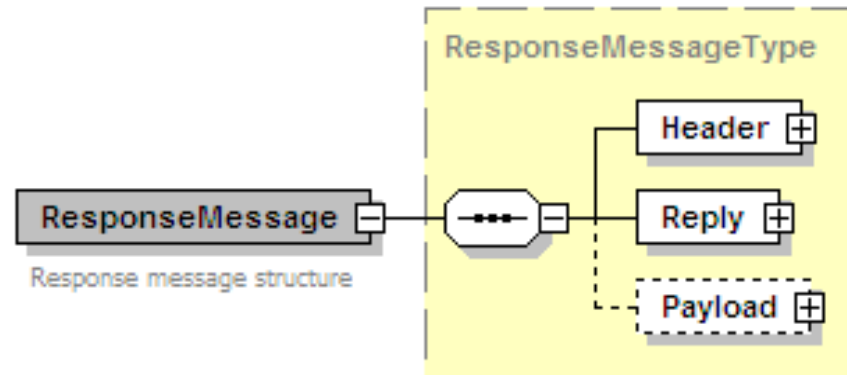 ResponseMessageType
Header
ResponseMessage
Reply
Response message structure
Payload